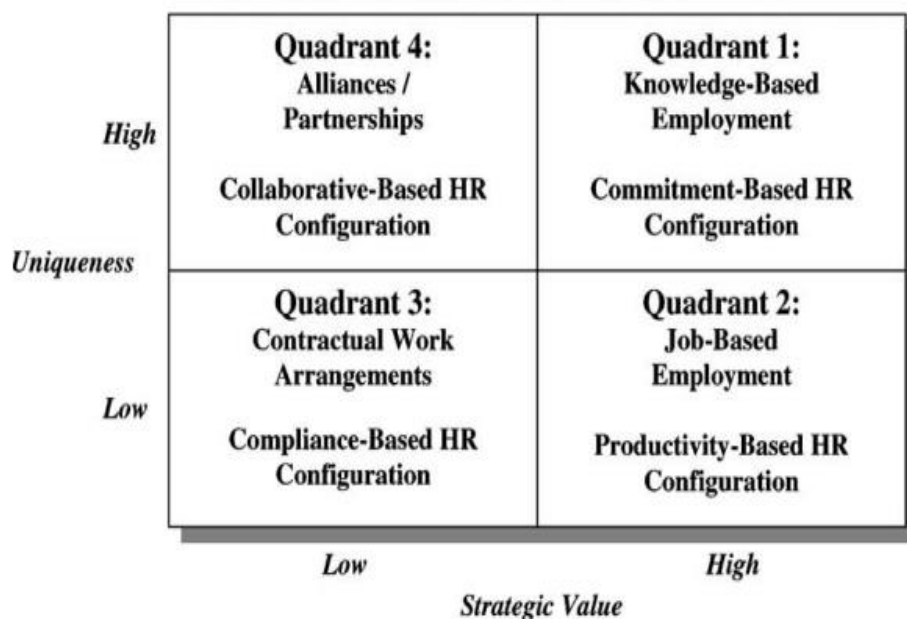 Quadrant 4:
Alliances /
Partnerships
Collaborative-Based HR
Configuration
Quadrant 1:
Knowledge-Based
Employment
Commitment-Based HR
Configuration
High
Uniqueness
Quadrant 3:
Contractual Work
Arrangements
Compliance-Based HR
Configuration
Quadrant 2:
Job-Based
Employment
Productivity-Based HR
Configuration
Low
Low
High
Strategic Value